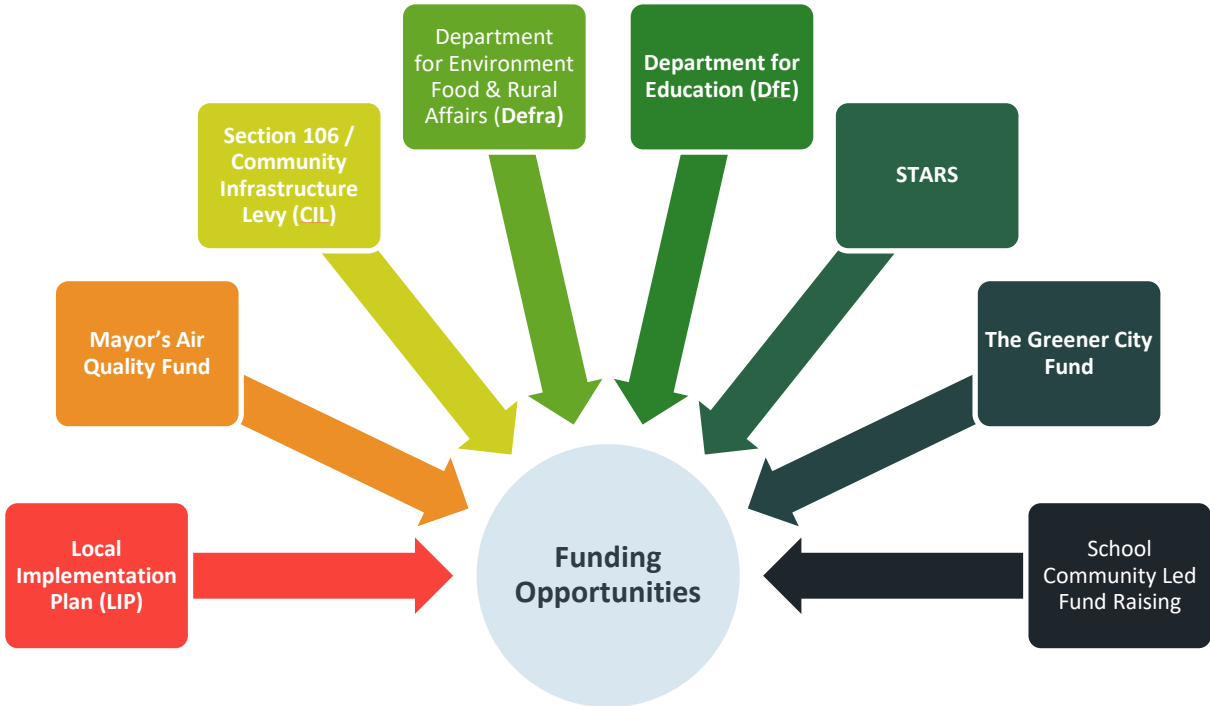 Department
for Environment
Food & Rural
Affairs (Defra)
Department for
Education (DfE)
Section 106 /
Community
Infrastructure
Levy (CIL)
STARS
Mayor’s Air
Quality Fund
The Greener City
Fund
Local
Implementation
Plan (LIP)
Funding
Opportunities
School
Community Led
Fund Raising